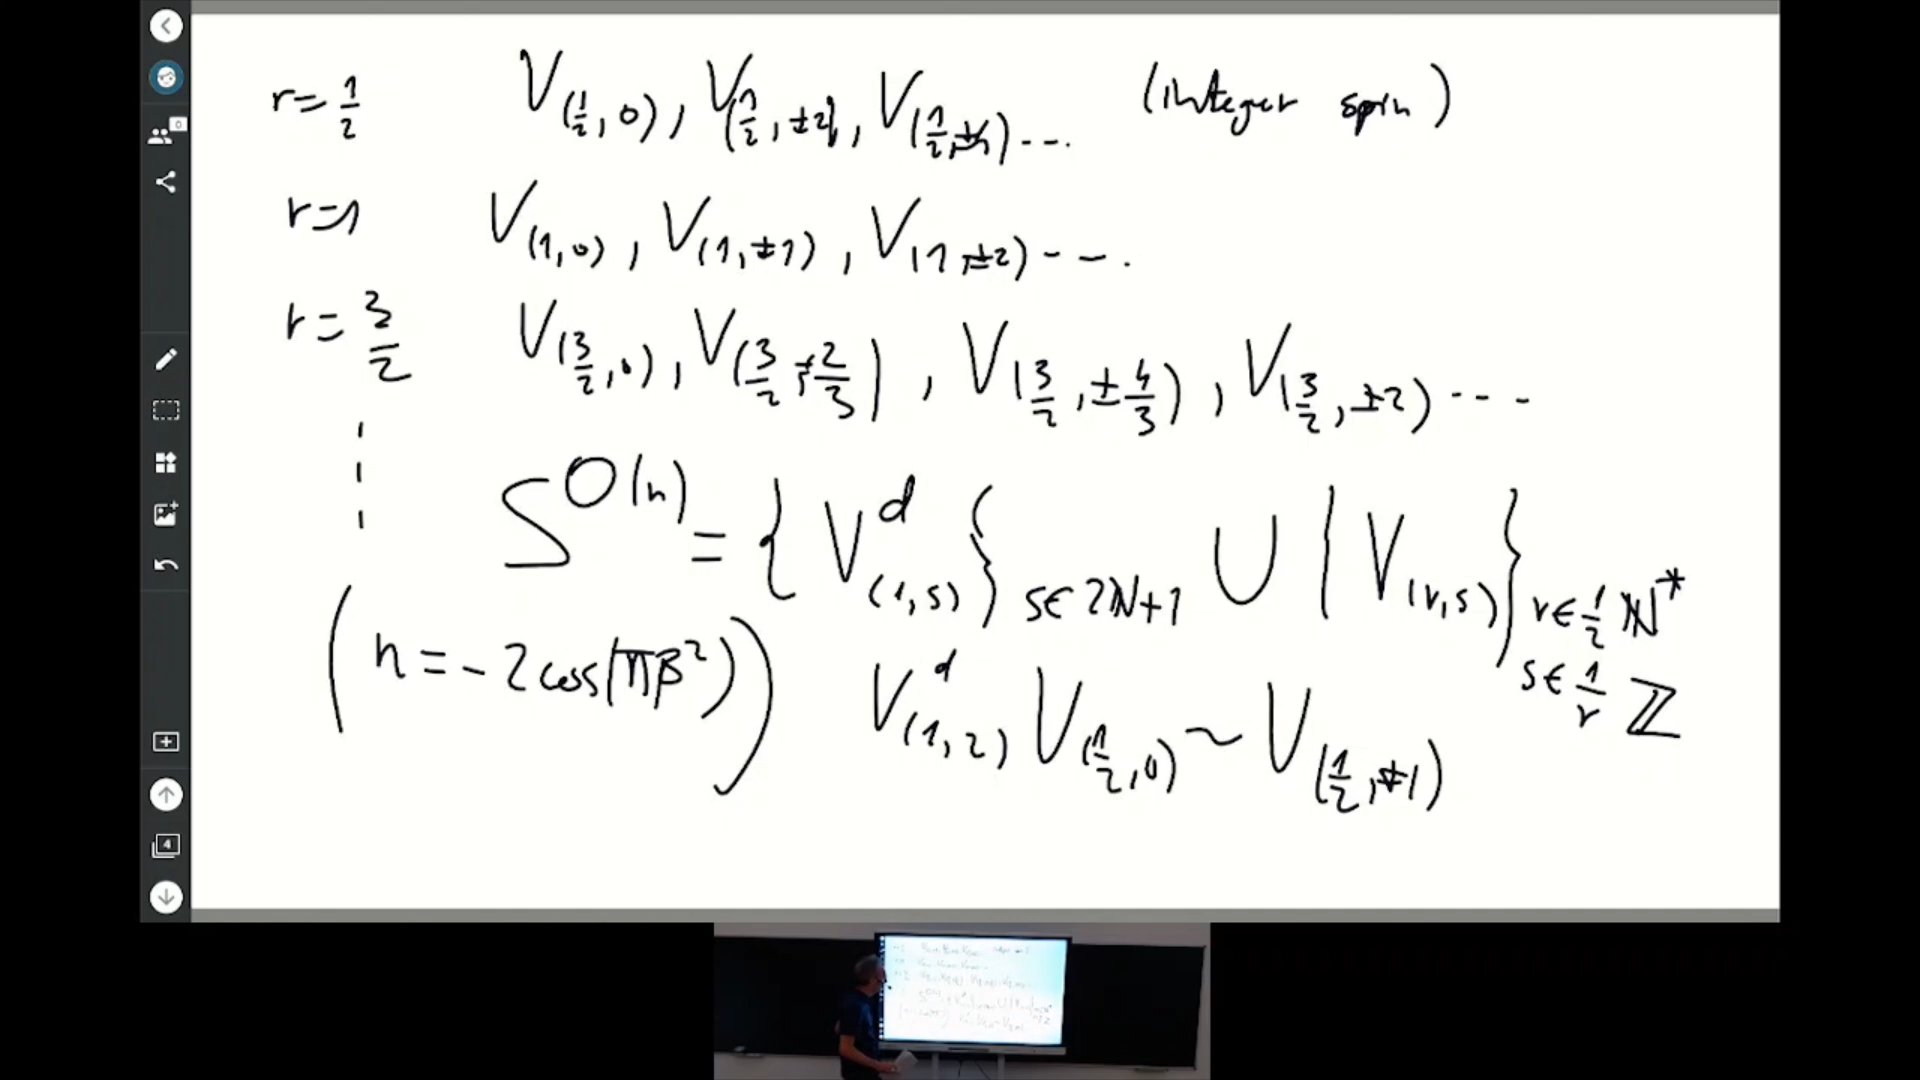 r = 1/2 V_(1/2, 0), V_(1/2, ±2), V_(1/2, ±4) --. (integer spin)
r = 1 V_(1,0), V_(1,±1), V_(1,±2) - - .
r = 3/2 V_(3/2, 0), V_(3/2, ±2/3), V_(3/2, ±4/3), V_(3/2, ±2) - - -
S^O(n) = { V^d_(1,s) }_s∈2N+1 ∪ { V_(r,s) }_r∈1/2 N* s∈1/r ℤ
( n = -2 cos(πβ²) ) V^d_(1,2) V_(1/2, 0) ~ V_(1/2, ±1)
0
4